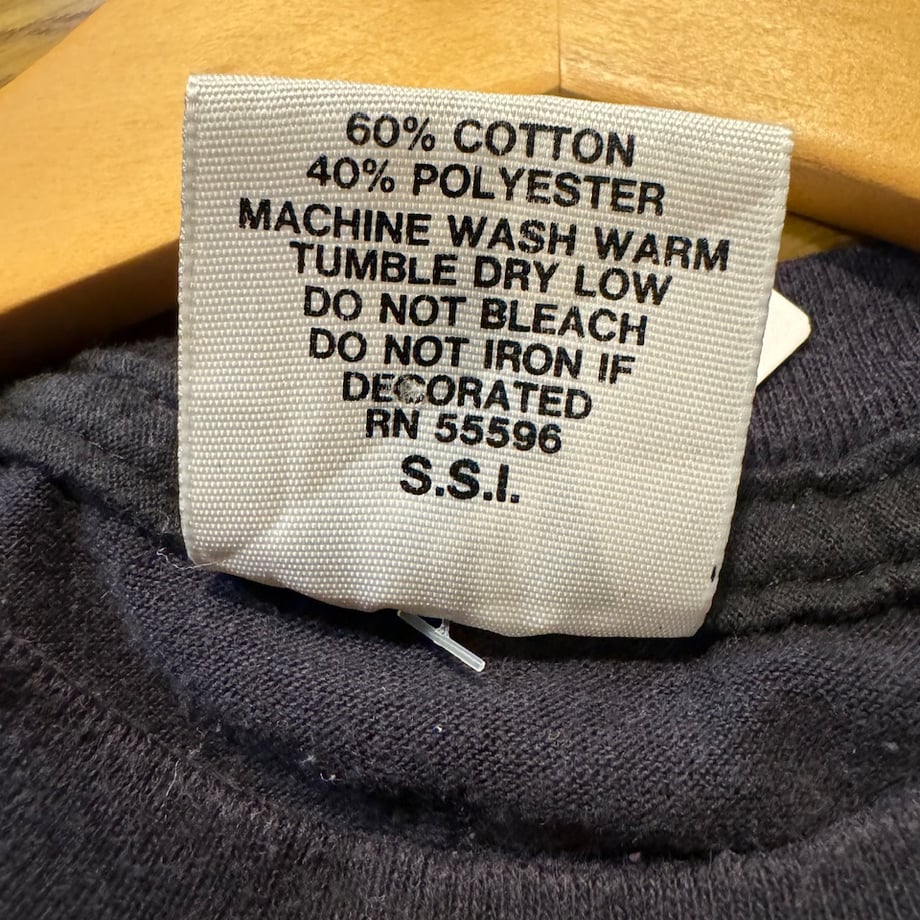 60% COTTON
40% POLYESTER
MACHINE WASH WARM
TUMBLE DRY LOW
DO NOT BLEACH
DO NOT IRON IF
DECORATED
RN 55596
S.S.I.